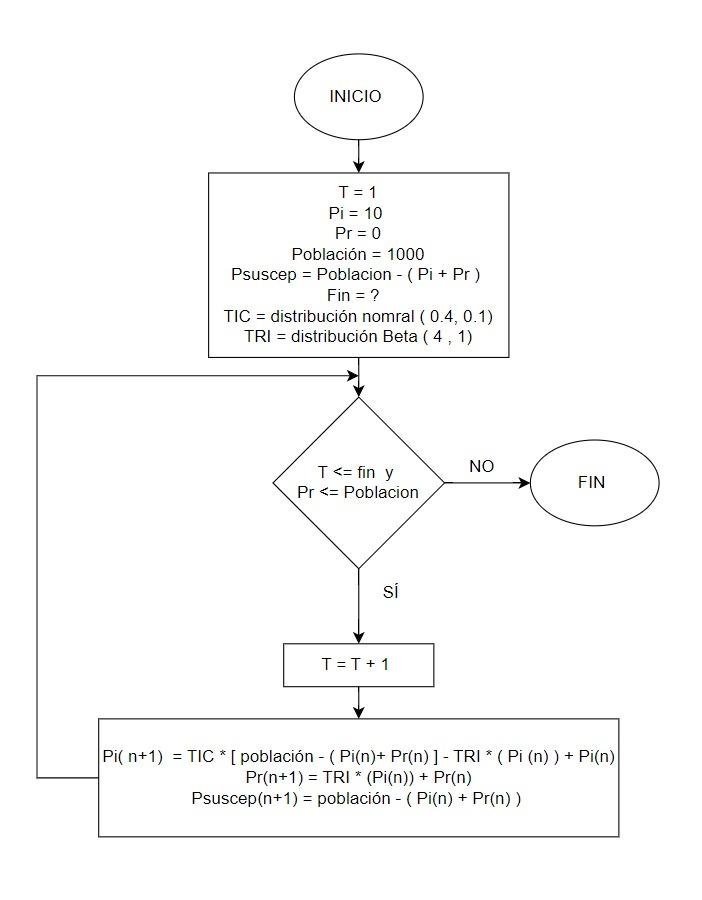 INICIO
T = 1
Pi = 10
Pr = 0
Población = 1000
Psuscep = Poblacion - ( Pi + Pr )
Fin = ?
TIC = distribución nomral ( 0.4, 0.1)
TRI = distribución Beta ( 4 , 1)
T <= fin y
Pr <= Poblacion
NO
FIN
SÍ
T = T + 1
Pi( n+1) = TIC * [ población - ( Pi(n)+ Pr(n) ] - TRI * ( Pi (n) ) + Pi(n)
Pr(n+1) = TRI * (Pi(n)) + Pr(n)
Psuscep(n+1) = población - ( Pi(n) + Pr(n) )